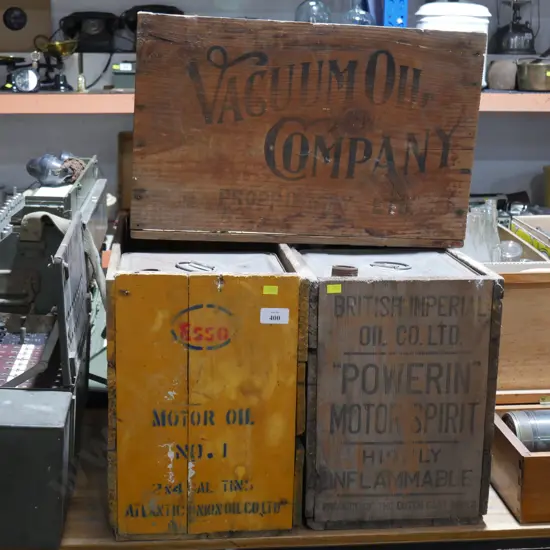 VACUUM OIL
COMPANY
ESSO
400
MOTOR OIL
NO. 1
2x4 GAL TINS
ATLANTIC UNION OIL CO LTD
BRITISH IMPERIAL
OIL CO. LTD.
"POWERIN"
MOTOR SPIRIT
HIGHLY
INFLAMMABLE